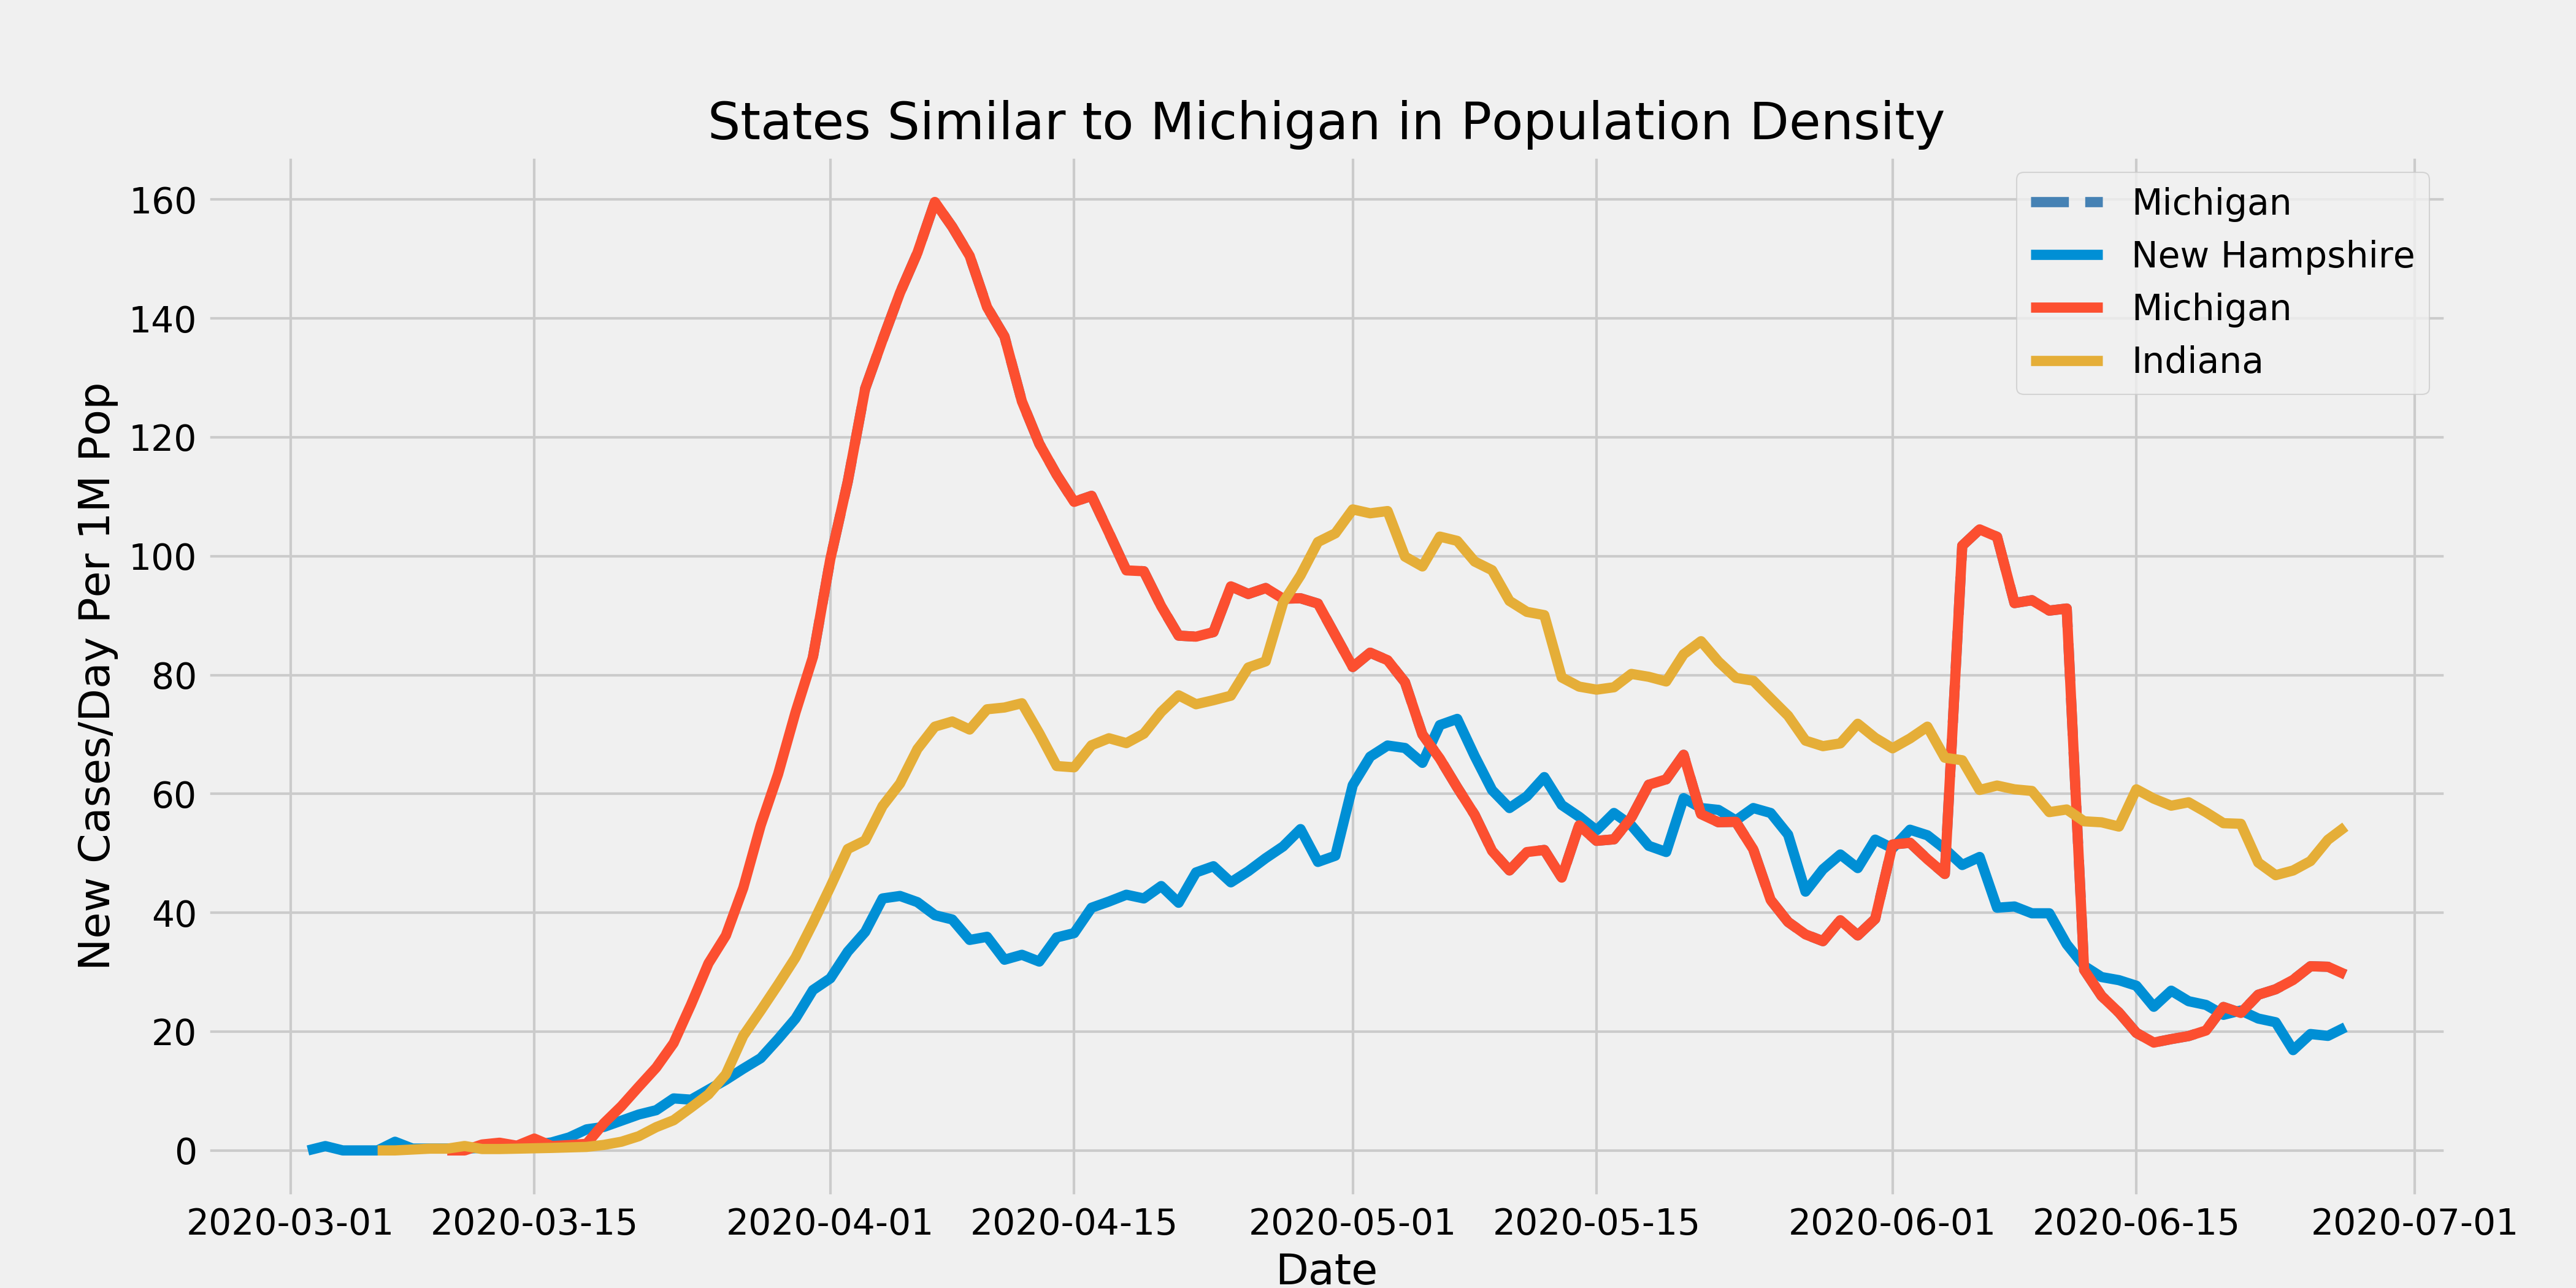 States Similar to Michigan in Population Density
Michigan
New Hampshire
Michigan
Indiana
New Cases/Day Per 1M Pop
160
140
120
100
80
60
40
20
0
2020-03-01 2020-03-15 2020-04-01 2020-04-15 2020-05-01 2020-05-15 2020-06-01 2020-06-15 2020-07-01
Date